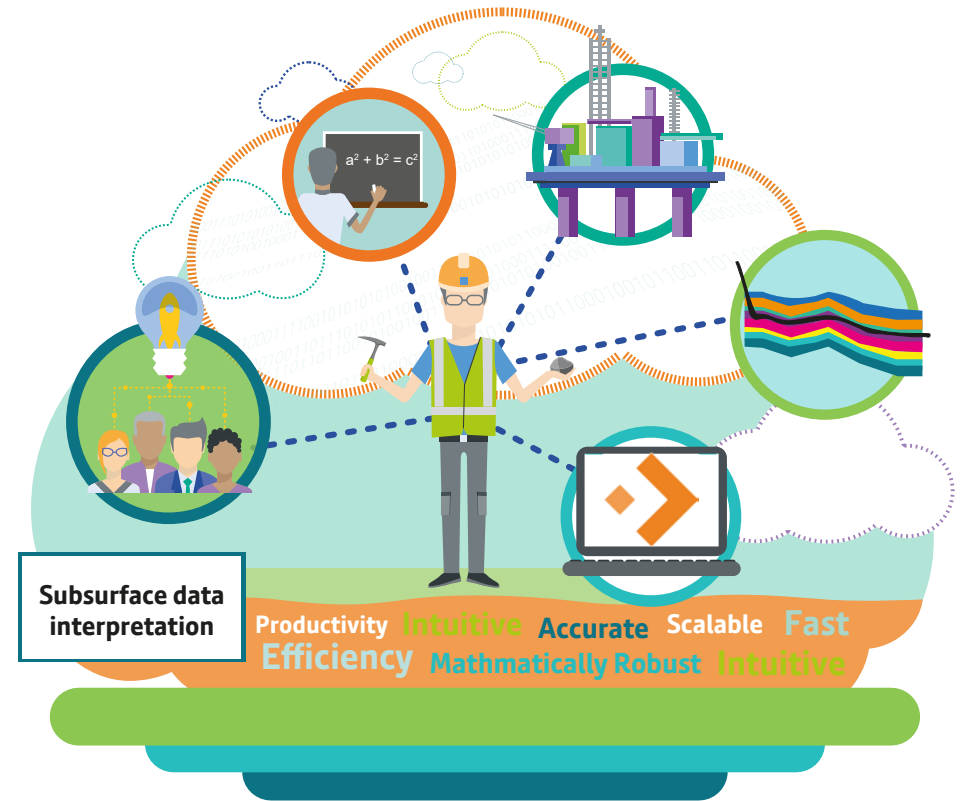 a² + b² = c²
Subsurface data
interpretation
Productivity Intuitive Accurate Scalable Fast
Efficiency Mathmatically Robust Intuitive